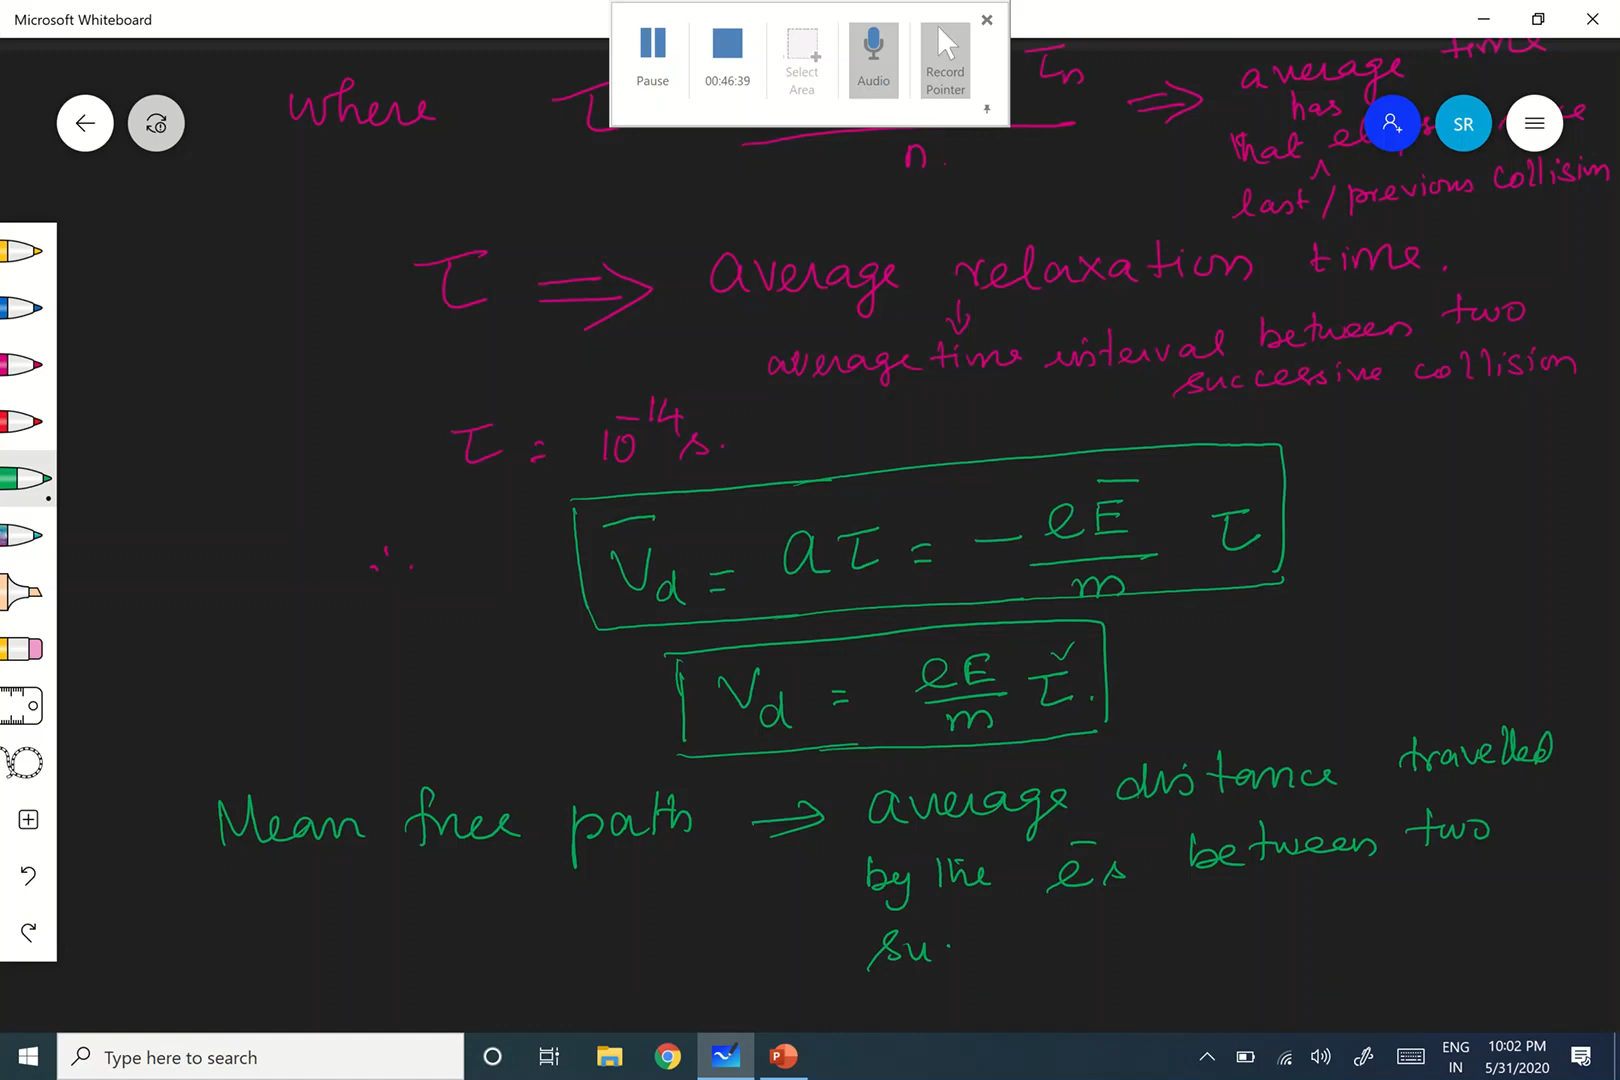 Microsoft Whiteboard
Pause
00:46:39
Select Area
Audio
Record Pointer
SR
where τ τn
n.
⇒ average time
has
that
last / previous collision
τ ⇒ average relaxation time.
↓
average time interval between two
successive collision
τ = 10⁻¹⁴ s.
∴ V̅d = aτ = - eE̅/m τ
Vd = eE/m τ.
Mean free path → average distance travelled
by the e̅s between two
su
Type here to search
ENG
IN
10:02 PM
5/31/2020